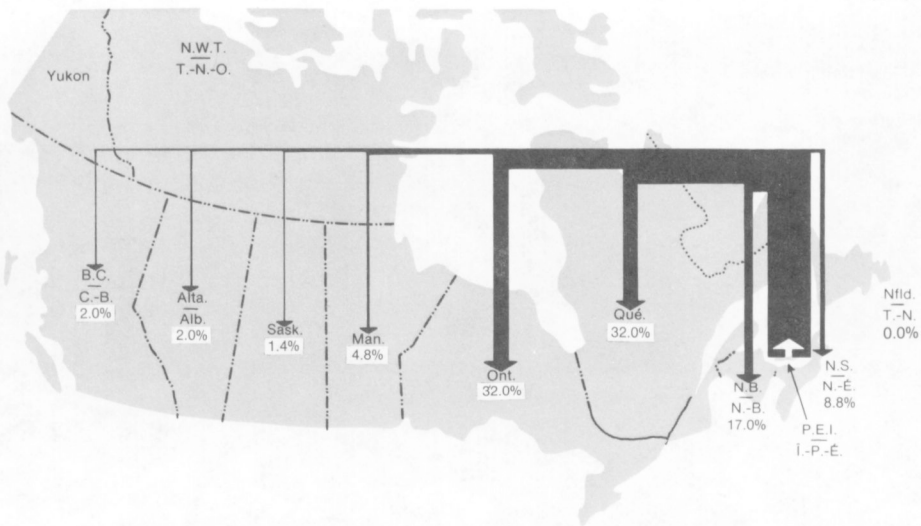 N.W.T.
T.-N.-O.
Yukon
B.C.
C.-B.
2.0%
Alta.
Alb.
2.0%
Sask.
1.4%
Man.
4.8%
Ont.
32.0%
Qué.
32.0%
N.B.
N.-B.
17.0%
P.E.I.
Î.-P.-É.
N.S.
N.-É.
8.8%
Nfld.
T.-N.
0.0%